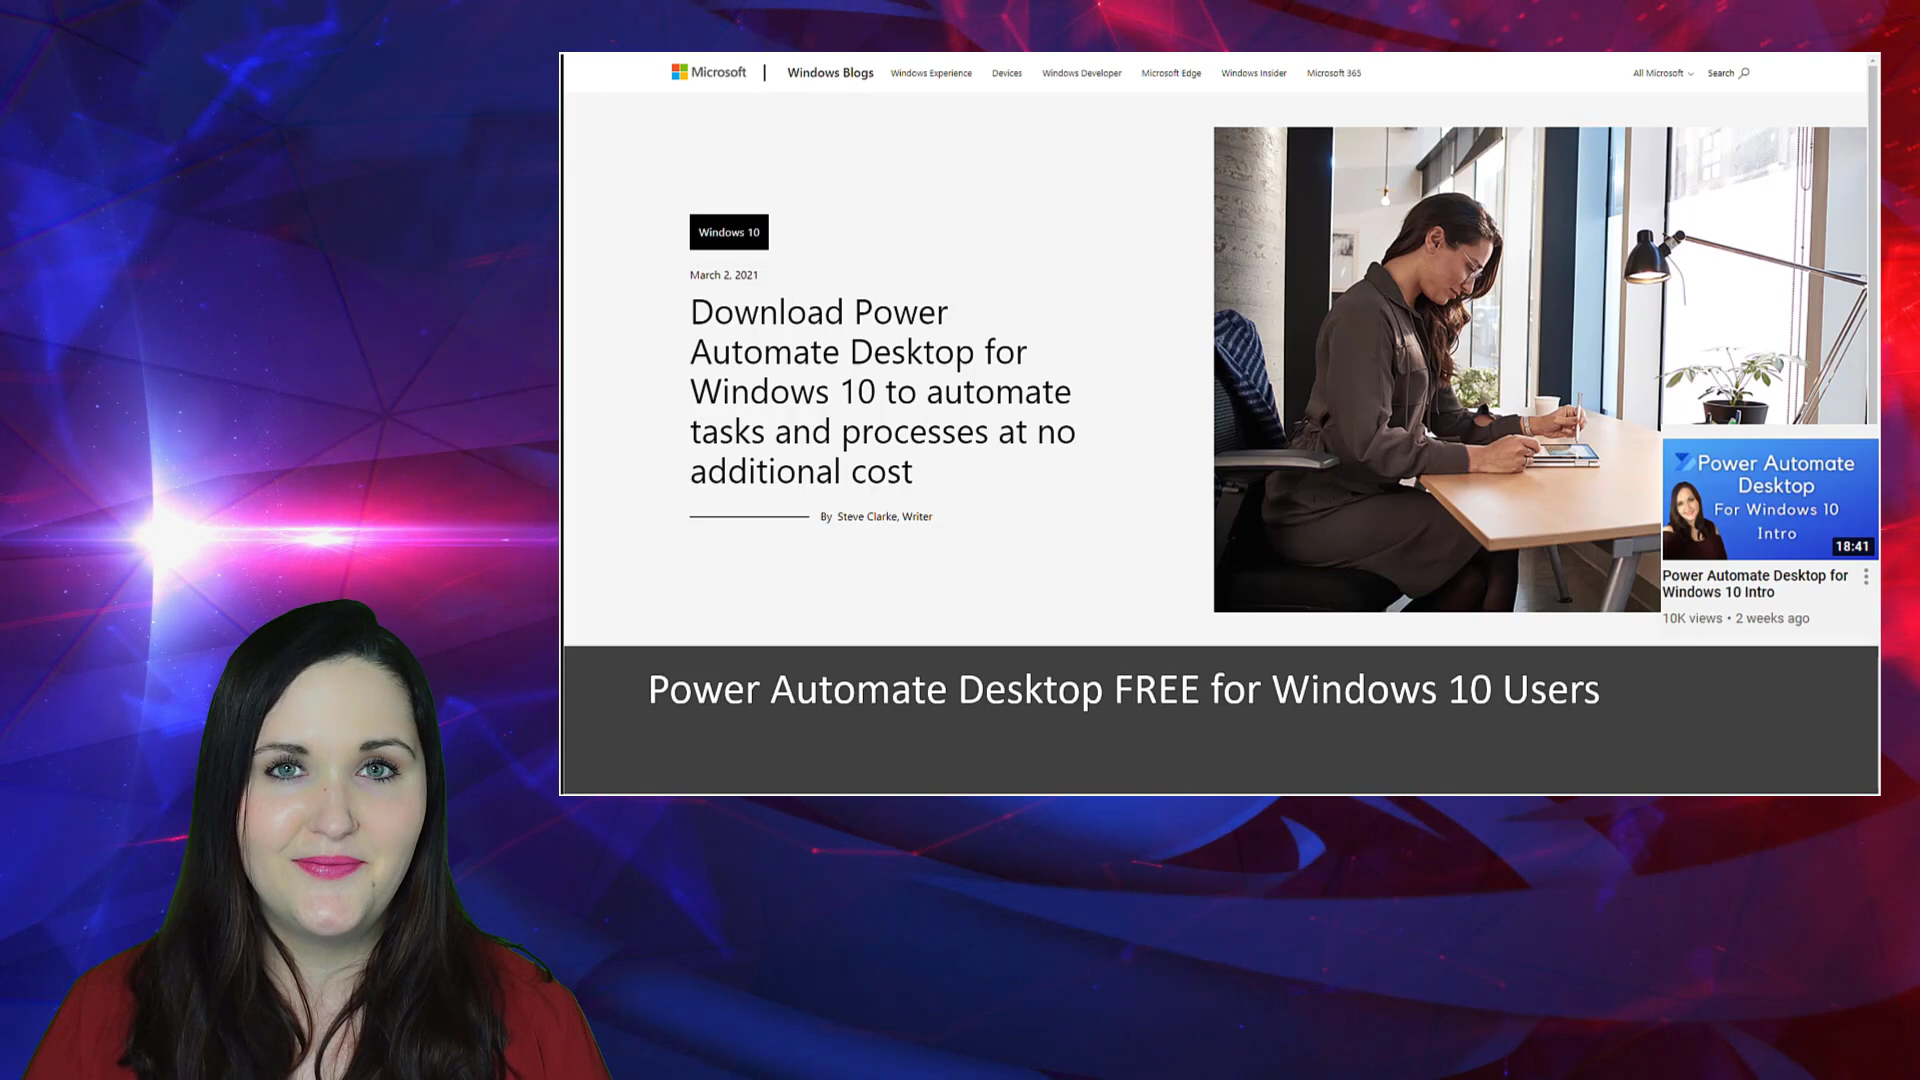 Microsoft
Windows Blogs
Windows Experience
Devices
Windows Developer
Microsoft Edge
Windows Insider
Microsoft 365
All Microsoft
Search
Windows 10
March 2, 2021
Download Power
Automate Desktop for
Windows 10 to automate
tasks and processes at no
additional cost
By Steve Clarke, Writer
Power Automate
Desktop
For Windows 10
Intro
18:41
Power Automate Desktop for
Windows 10 Intro
10K views • 2 weeks ago
Power Automate Desktop FREE for Windows 10 Users